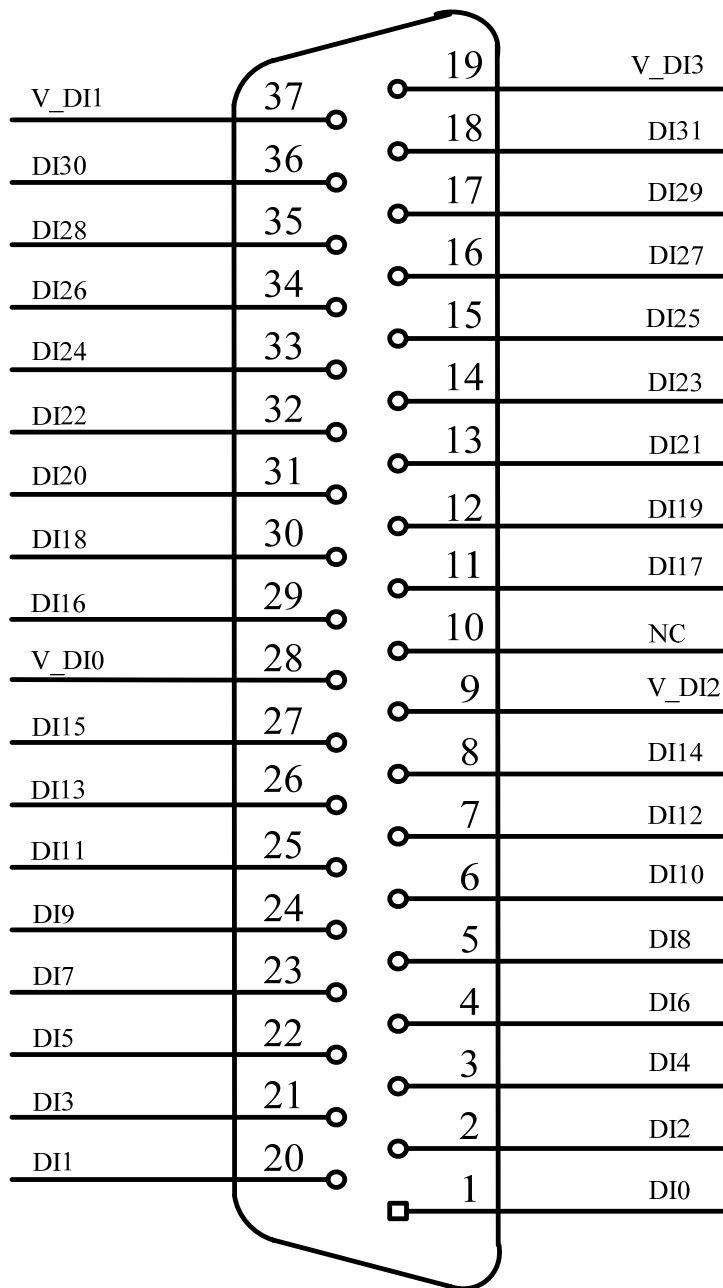 19 V_DI3
V_DI1 37
18 DI31
DI30 36
17 DI29
DI28 35
16 DI27
DI26 34
15 DI25
DI24 33
14 DI23
DI22 32
13 DI21
DI20 31
12 DI19
DI18 30
11 DI17
DI16 29
10 NC
V_DI0 28
9 V_DI2
DI15 27
8 DI14
DI13 26
7 DI12
DI11 25
6 DI10
DI9 24
5 DI8
DI7 23
4 DI6
DI5 22
3 DI4
DI3 21
2 DI2
DI1 20
1 DI0